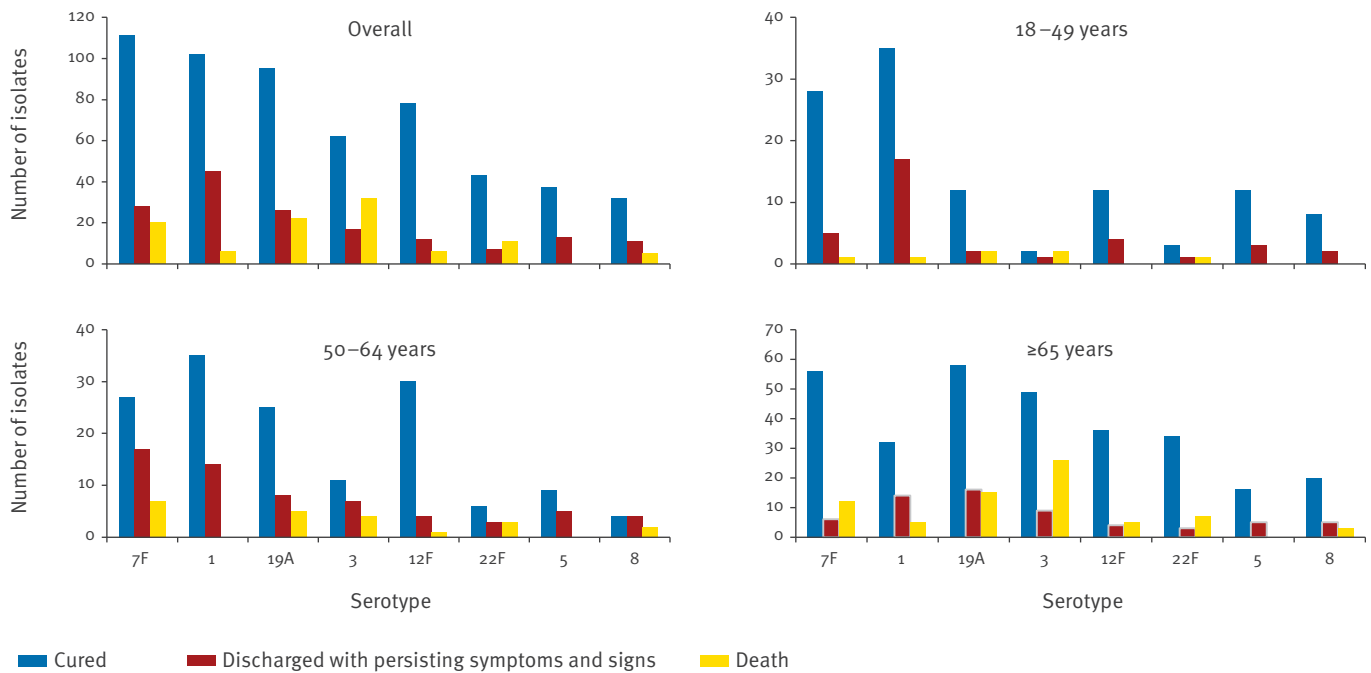 Overall
Number of isolates
120
100
80
60
40
20
0
18–49 years
40
30
20
10
0
50–64 years
Number of isolates
40
30
20
10
0
7F 1 19A 3 12F 22F 5 8
Serotype
≥65 years
70
60
50
40
30
20
10
0
7F 1 19A 3 12F 22F 5 8
Serotype
Cured Discharged with persisting symptoms and signs Death